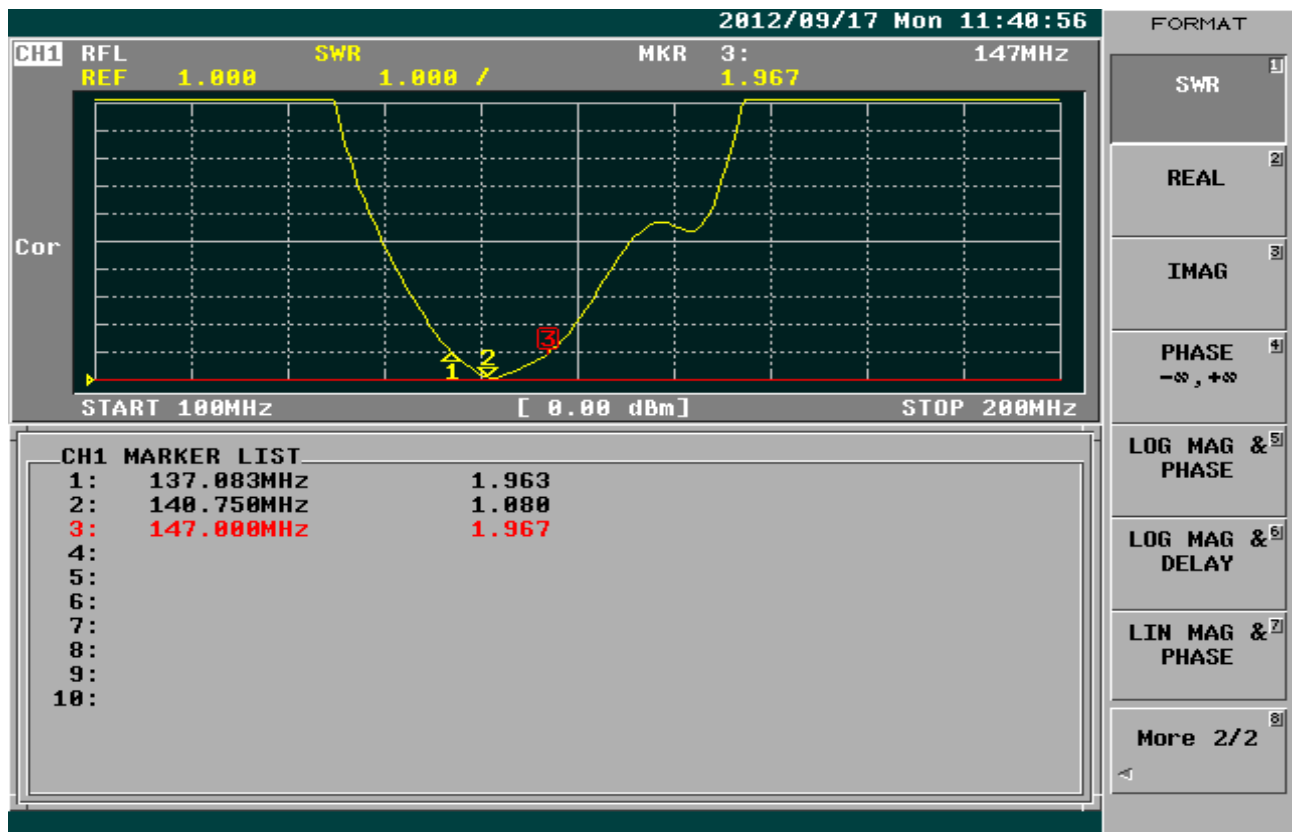 2012/09/17 Mon 11:40:56
CH1 RFL SWR MKR 3: 147MHz
REF 1.000 1.000 / 1.967
3
2
1
Cor
START 100MHz [ 0.00 dBm] STOP 200MHz
CH1 MARKER LIST
1: 137.083MHz 1.963
2: 140.750MHz 1.080
3: 147.000MHz 1.967
4:
5:
6:
7:
8:
9:
10:
FORMAT
SWR 1
REAL 2
IMAG 3
PHASE 4
-∞,+∞
LOG MAG & 5
PHASE
LOG MAG & 6
DELAY
LIN MAG & 7
PHASE
8
More 2/2